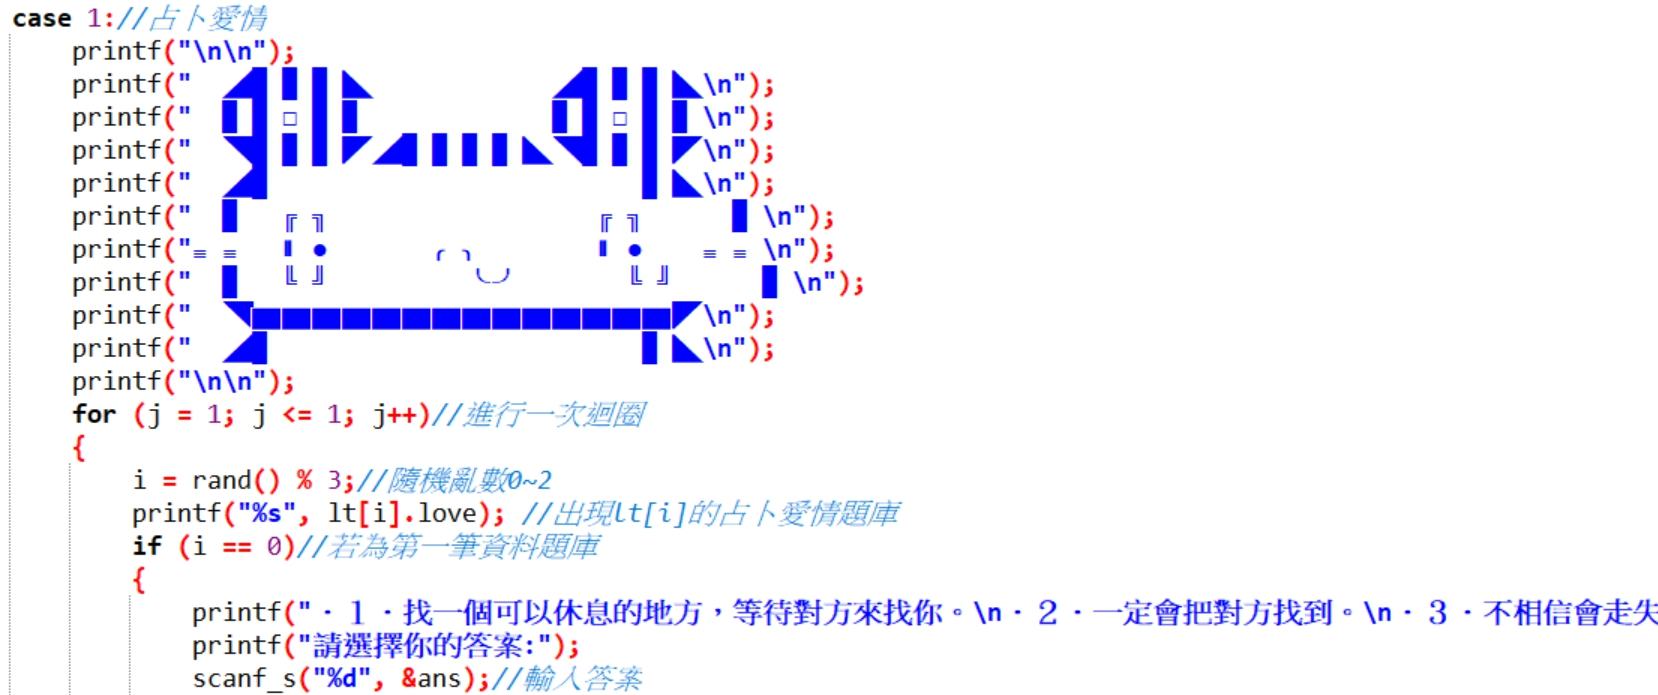 case 1://占卜愛情
printf("\n\n");
printf("  ◢█▌█◣      ◢█▌█◣\n");
printf("  █▌□█▌      █▌□█▌\n");
printf("  ◥█▌█◤◢█▌▌▌◣◥█▌█◤\n");
printf("  ◢█            █◣\n");
printf("  █   ╔ ╗         ╔ ╗      █ \n");
printf("≡ ≡   ▍ ●       ╭ ╮        ▍ ●    ≡ ≡ \n");
printf("  █   ╚ ╝          ╰╯        ╚ ╝      █ \n");
printf("  ◥■■■■■■■■■■■■■■◤\n");
printf("  ◢█            █◣\n");
printf("\n\n");
for (j = 1; j <= 1; j++)//進行一次迴圈
{
i = rand() % 3;//隨機亂數0~2
printf("%s", lt[i].love); //出現lt[i]的占卜愛情題庫
if (i == 0)//若為第一筆資料題庫
{
printf("．１．找一個可以休息的地方，等待對方來找你。\n．２．一定會把對方找到。\n．３．不相信會走失
printf("請選擇你的答案:");
scanf_s("%d", &ans);//輸入答案